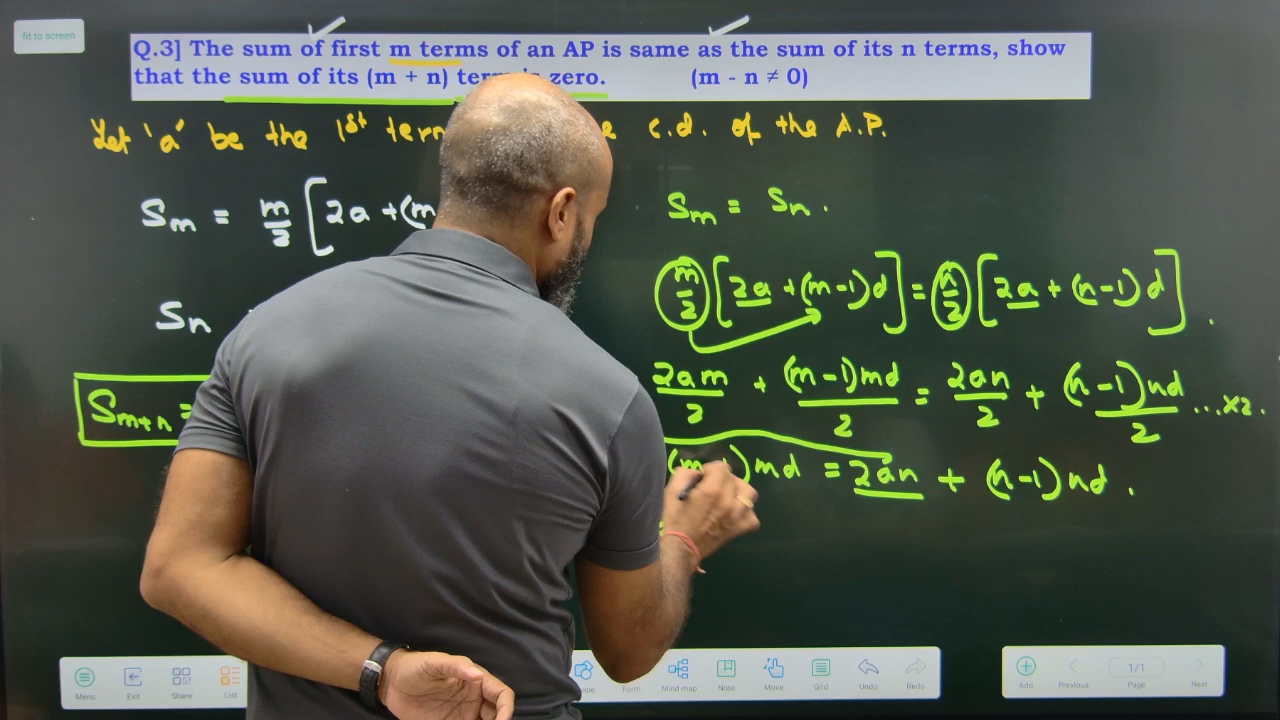 fit to screen
Q.3] The sum of first m terms of an AP is same as the sum of its n terms, show
that the sum of its (m + n) zero. (m - n ≠ 0)
Let 'a' be the 1st term c.d. of the A.P.
Sm = m/2 [2a + (m
Sn
Sm+n =
Sm = Sn.
m/2 [2a + (m-1)d] = n/2 [2a + (n-1)d].
2am/2 + (m-1)md/2 = 2an/2 + (n-1)nd/2 ...x2.
)md = 2an + (n-1)nd.
Menu Exit Share List Form Mind map Note Move Grid Undo Redo
Add Previous 1/1 Page Next